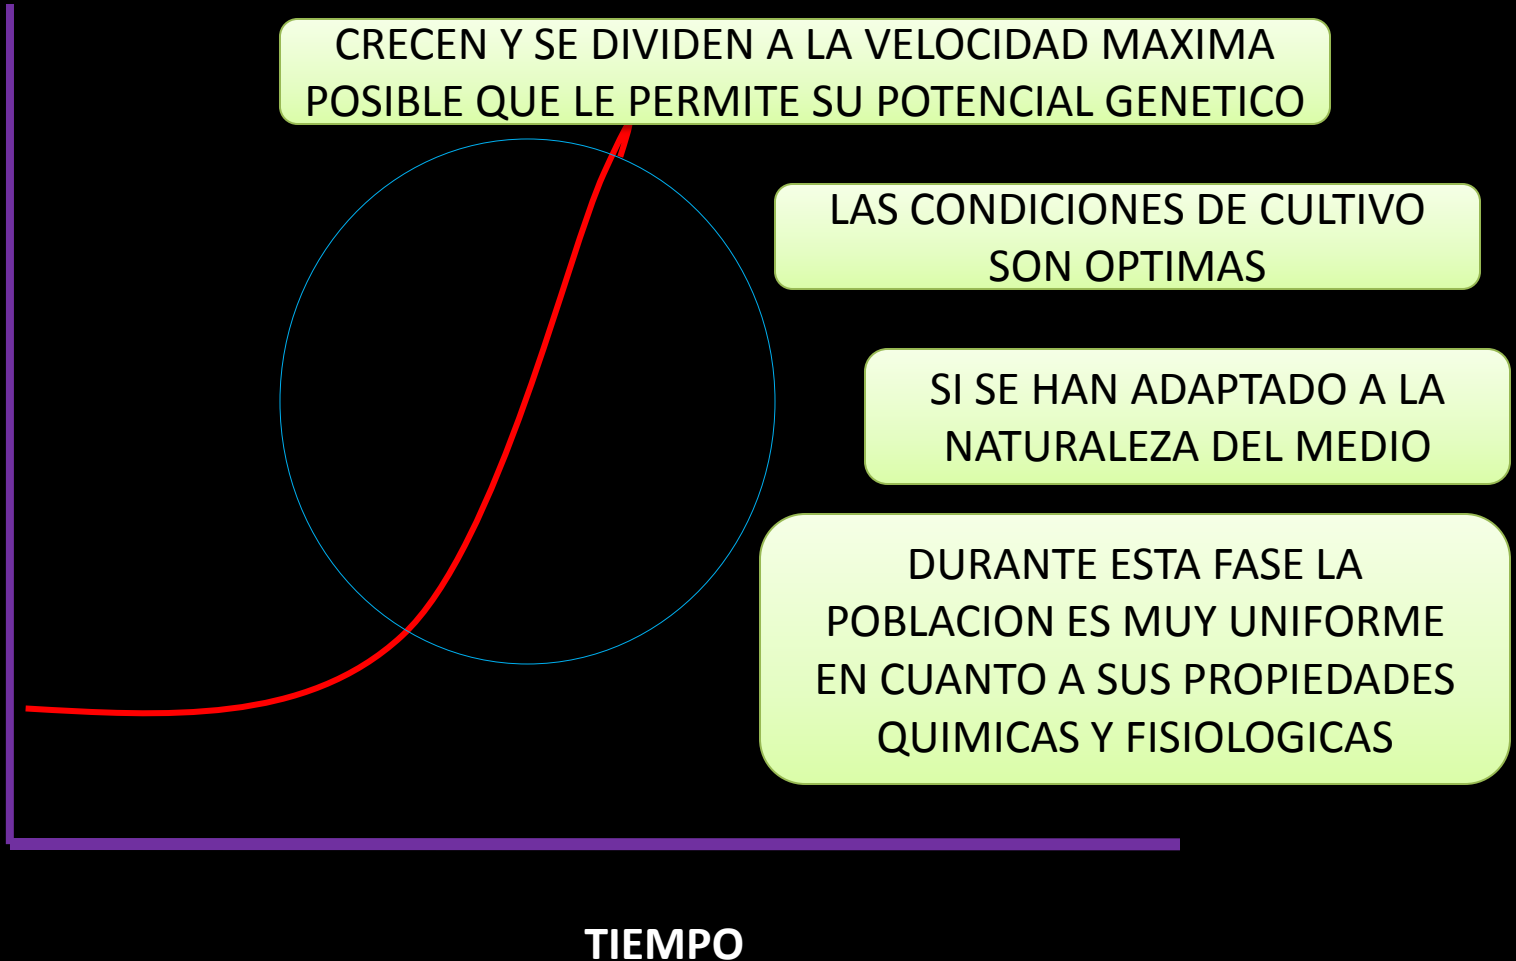 CRECEN Y SE DIVIDEN A LA VELOCIDAD MAXIMA
POSIBLE QUE LE PERMITE SU POTENCIAL GENETICO
LAS CONDICIONES DE CULTIVO
SON OPTIMAS
SI SE HAN ADAPTADO A LA
NATURALEZA DEL MEDIO
DURANTE ESTA FASE LA
POBLACION ES MUY UNIFORME
EN CUANTO A SUS PROPIEDADES
QUIMICAS Y FISIOLOGICAS
TIEMPO